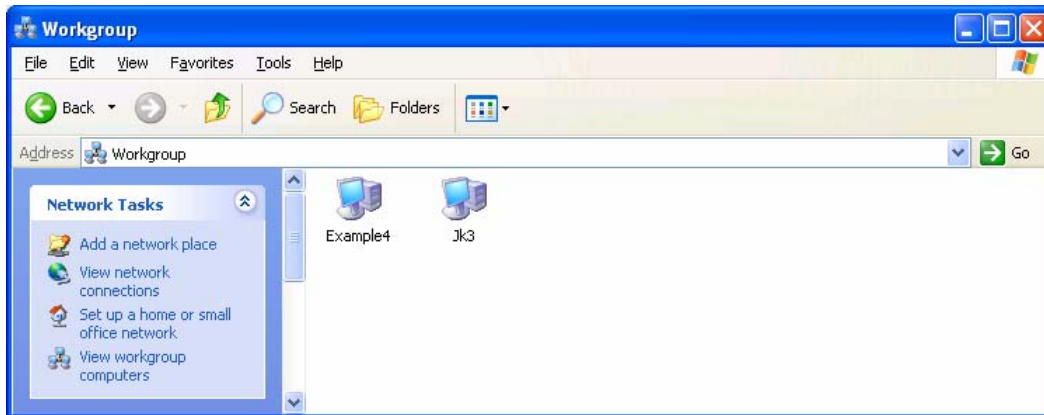 Workgroup
File Edit View Favorites Tools Help
Back Search Folders
Address Workgroup Go
Network Tasks
Add a network place
View network
connections
Set up a home or small
office network
View workgroup
computers
Example4 Jk3